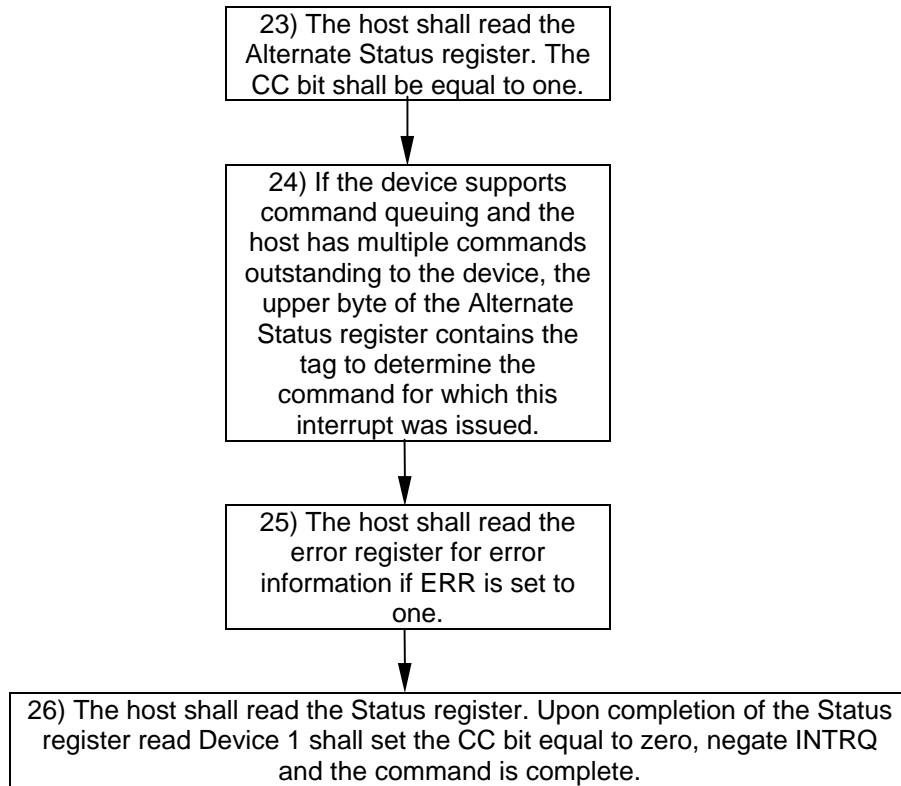 23) The host shall read the
Alternate Status register. The
CC bit shall be equal to one.
24) If the device supports
command queuing and the
host has multiple commands
outstanding to the device, the
upper byte of the Alternate
Status register contains the
tag to determine the
command for which this
interrupt was issued.
25) The host shall read the
error register for error
information if ERR is set to
one.
26) The host shall read the Status register. Upon completion of the Status
register read Device 1 shall set the CC bit equal to zero, negate INTRQ
and the command is complete.